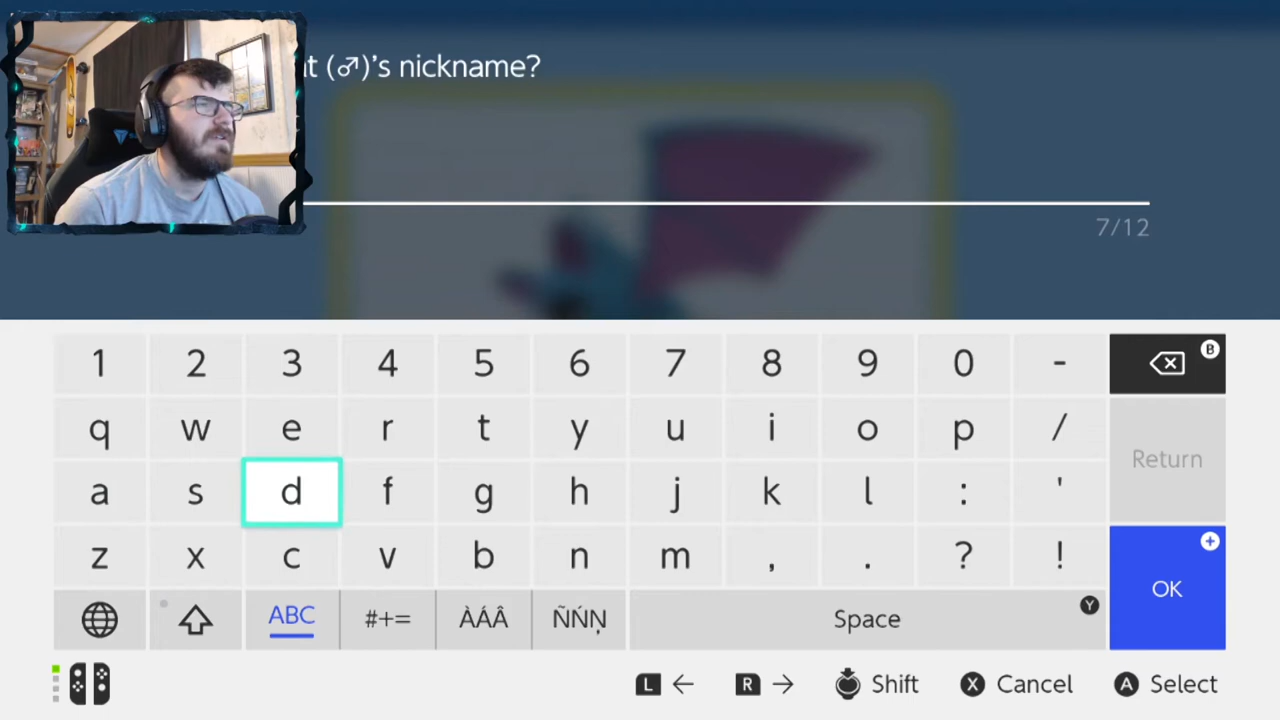 t (♂)'s nickname?
7/12
1 2 3 4 5 6 7 8 9 0 -
q w e r t y u i o p /
Return
a s d f g h j k l : '
z x c v b n m , . ? !
OK
ABC #+= ÀÁÂ ÑŃŅ Space
L ← R → Shift X Cancel A Select
B
+
Y